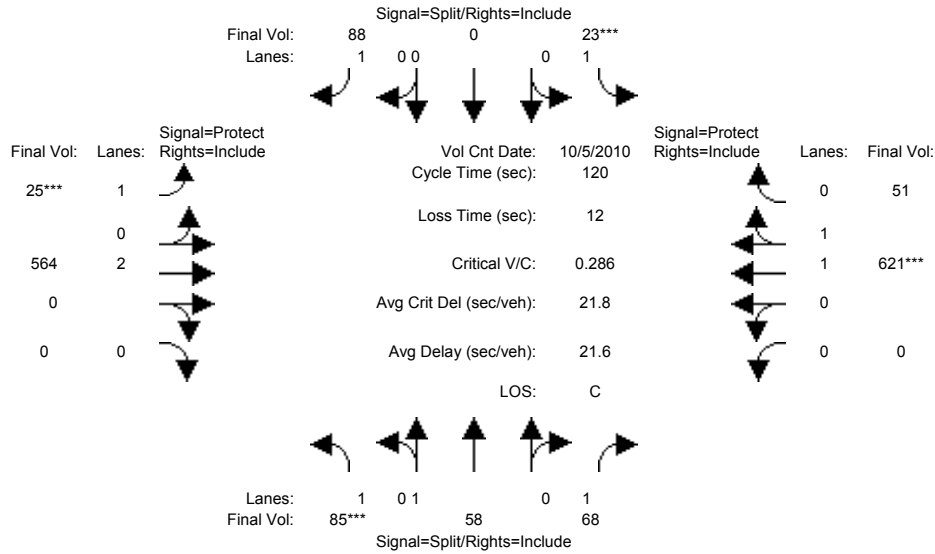 Signal=Split/Rights=Include
Final Vol: 88 0 23***
Lanes: 1 0 0 0 1
Signal=Protect Signal=Protect
Final Vol: Lanes: Rights=Include Vol Cnt Date: 10/5/2010 Rights=Include Lanes: Final Vol:
Cycle Time (sec): 120
25*** 1 0 51
Loss Time (sec): 12
0 1
564 2 Critical V/C: 0.286 1 621***
0 Avg Crit Del (sec/veh): 21.8 0
0 0 Avg Delay (sec/veh): 21.6 0 0
LOS: C
Lanes: 1 0 1 0 1
Final Vol: 85*** 58 68
Signal=Split/Rights=Include